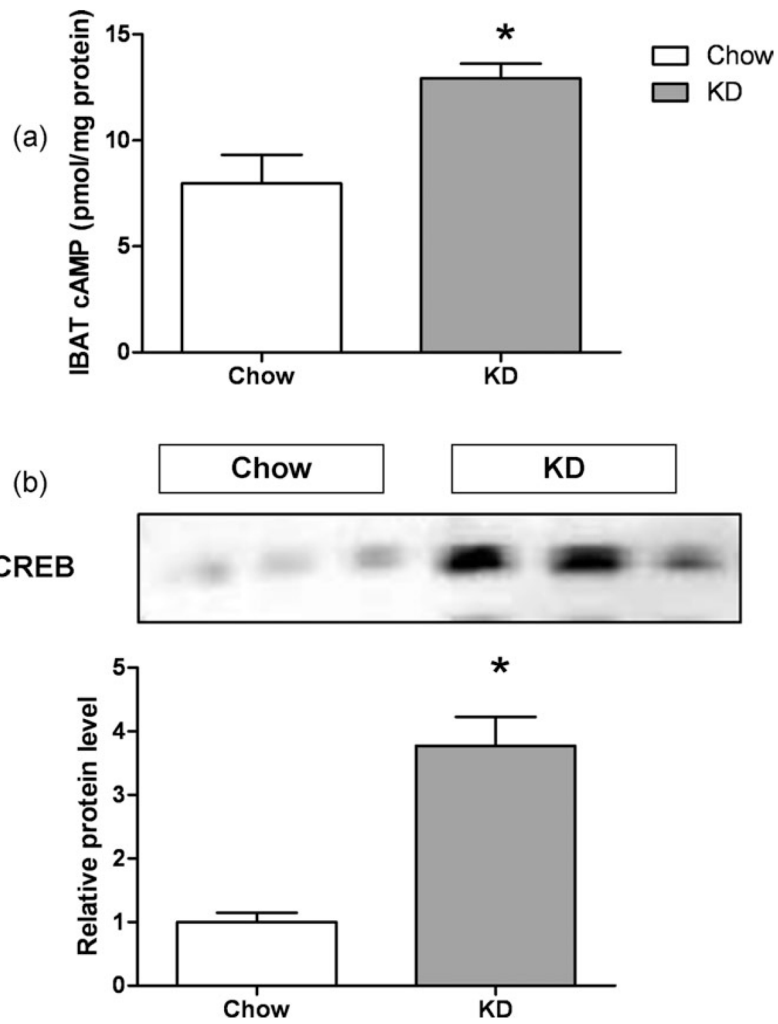 (a)
IBAT cAMP (pmol/mg protein)
15
10
5
0
*
Chow
KD
Chow
KD
(b)
Chow
KD
CREB
Relative protein level
5
4
3
2
1
0
*
Chow
KD